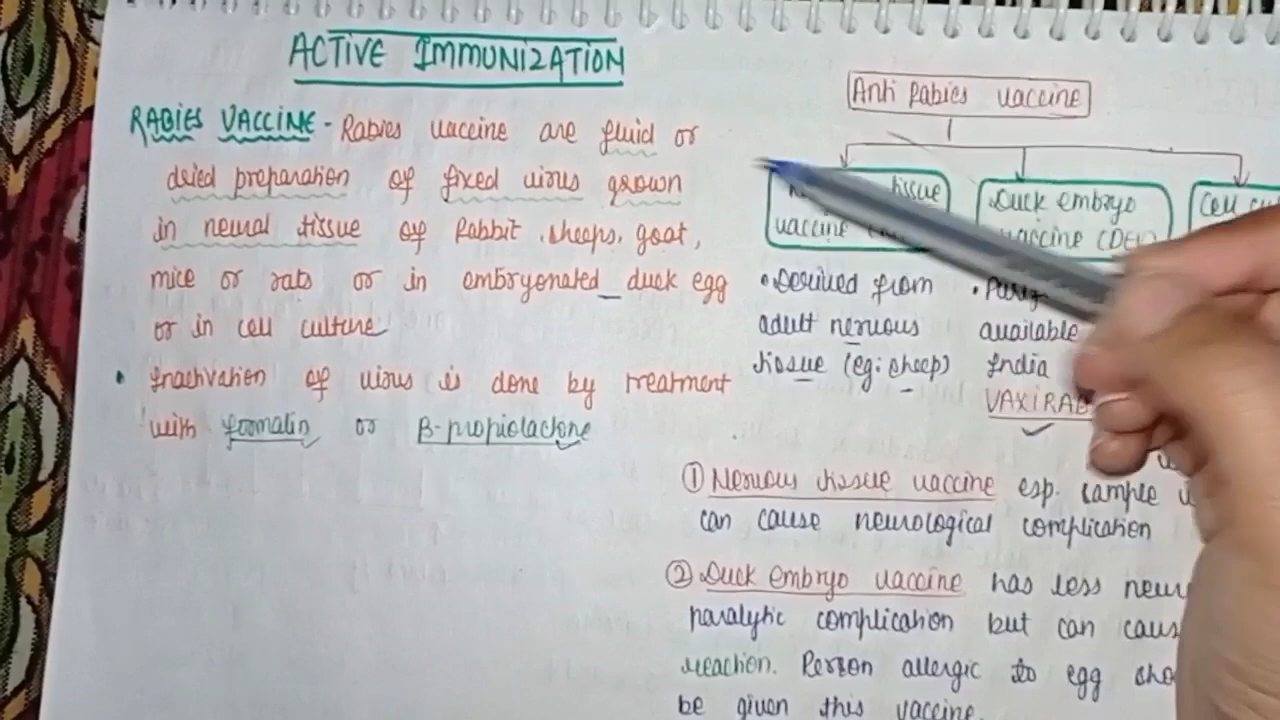 ACTIVE IMMUNIZATION
RABIES VACCINE - Rabies vaccine are fluid or
dried preparation of fixed virus grown
in neural tissue of Rabbit, sheeps, goat,
mice or rats or in embryonated duck egg
or in cell culture
• Inactivation of virus is done by treatment
with formalin or β-propiolactone
Anti Rabies vaccine
tissue
vaccine
• Derived from
adult nervous
tissue (eg: sheep)
Duck embryo
vaccine (DEV)
•
available
India
VAXIRAB
Cell
① Nervous tissue vaccine esp. sample
can cause neurological complication
② Duck embryo vaccine has less
paralytic complication but can
reaction. Person allergic to egg
be given this vaccine.